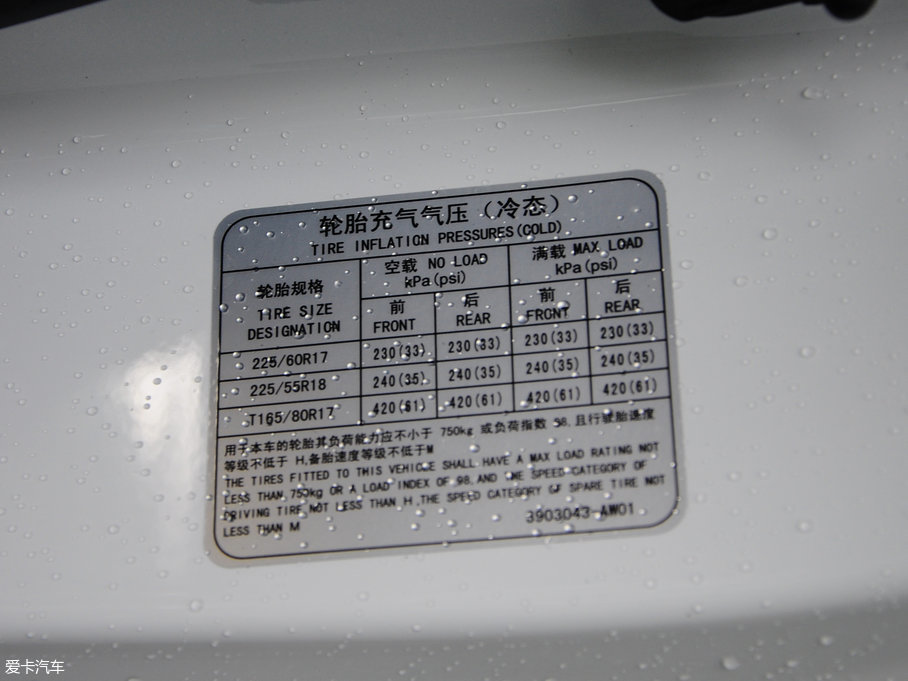 轮胎充气气压（冷态）
TIRE INFLATION PRESSURES(COLD)
轮胎规格
TIRE SIZE
DESIGNATION
空载 NO LOAD
kPa(psi)
满载 MAX LOAD
kPa(psi)
前
FRONT
后
REAR
前
FRONT
后
REAR
225/60R17 230(33) 230(33) 230(33) 230(33)
225/55R18 240(35) 240(35) 240(35) 240(35)
T165/80R17 420(61) 420(61) 420(61) 420(61)
用于本车的轮胎其负荷能力应不小于 750kg 或负荷指数 98,且行驶胎速度
等级不低于 H,备胎速度等级不低于M
THE TIRES FITTED TO THIS VEHICLE SHALL HAVE A MAX LOAD RATING NOT
LESS THAN 750kg OR A LOAD INDEX OF 98,AND THE SPEED CATEGORY OF
DRIVING TIRE NOT LESS THAN H,THE SPEED CATEGORY OF SPARE TIRE NOT
LESS THAN M
3903043-AW01
爱卡汽车